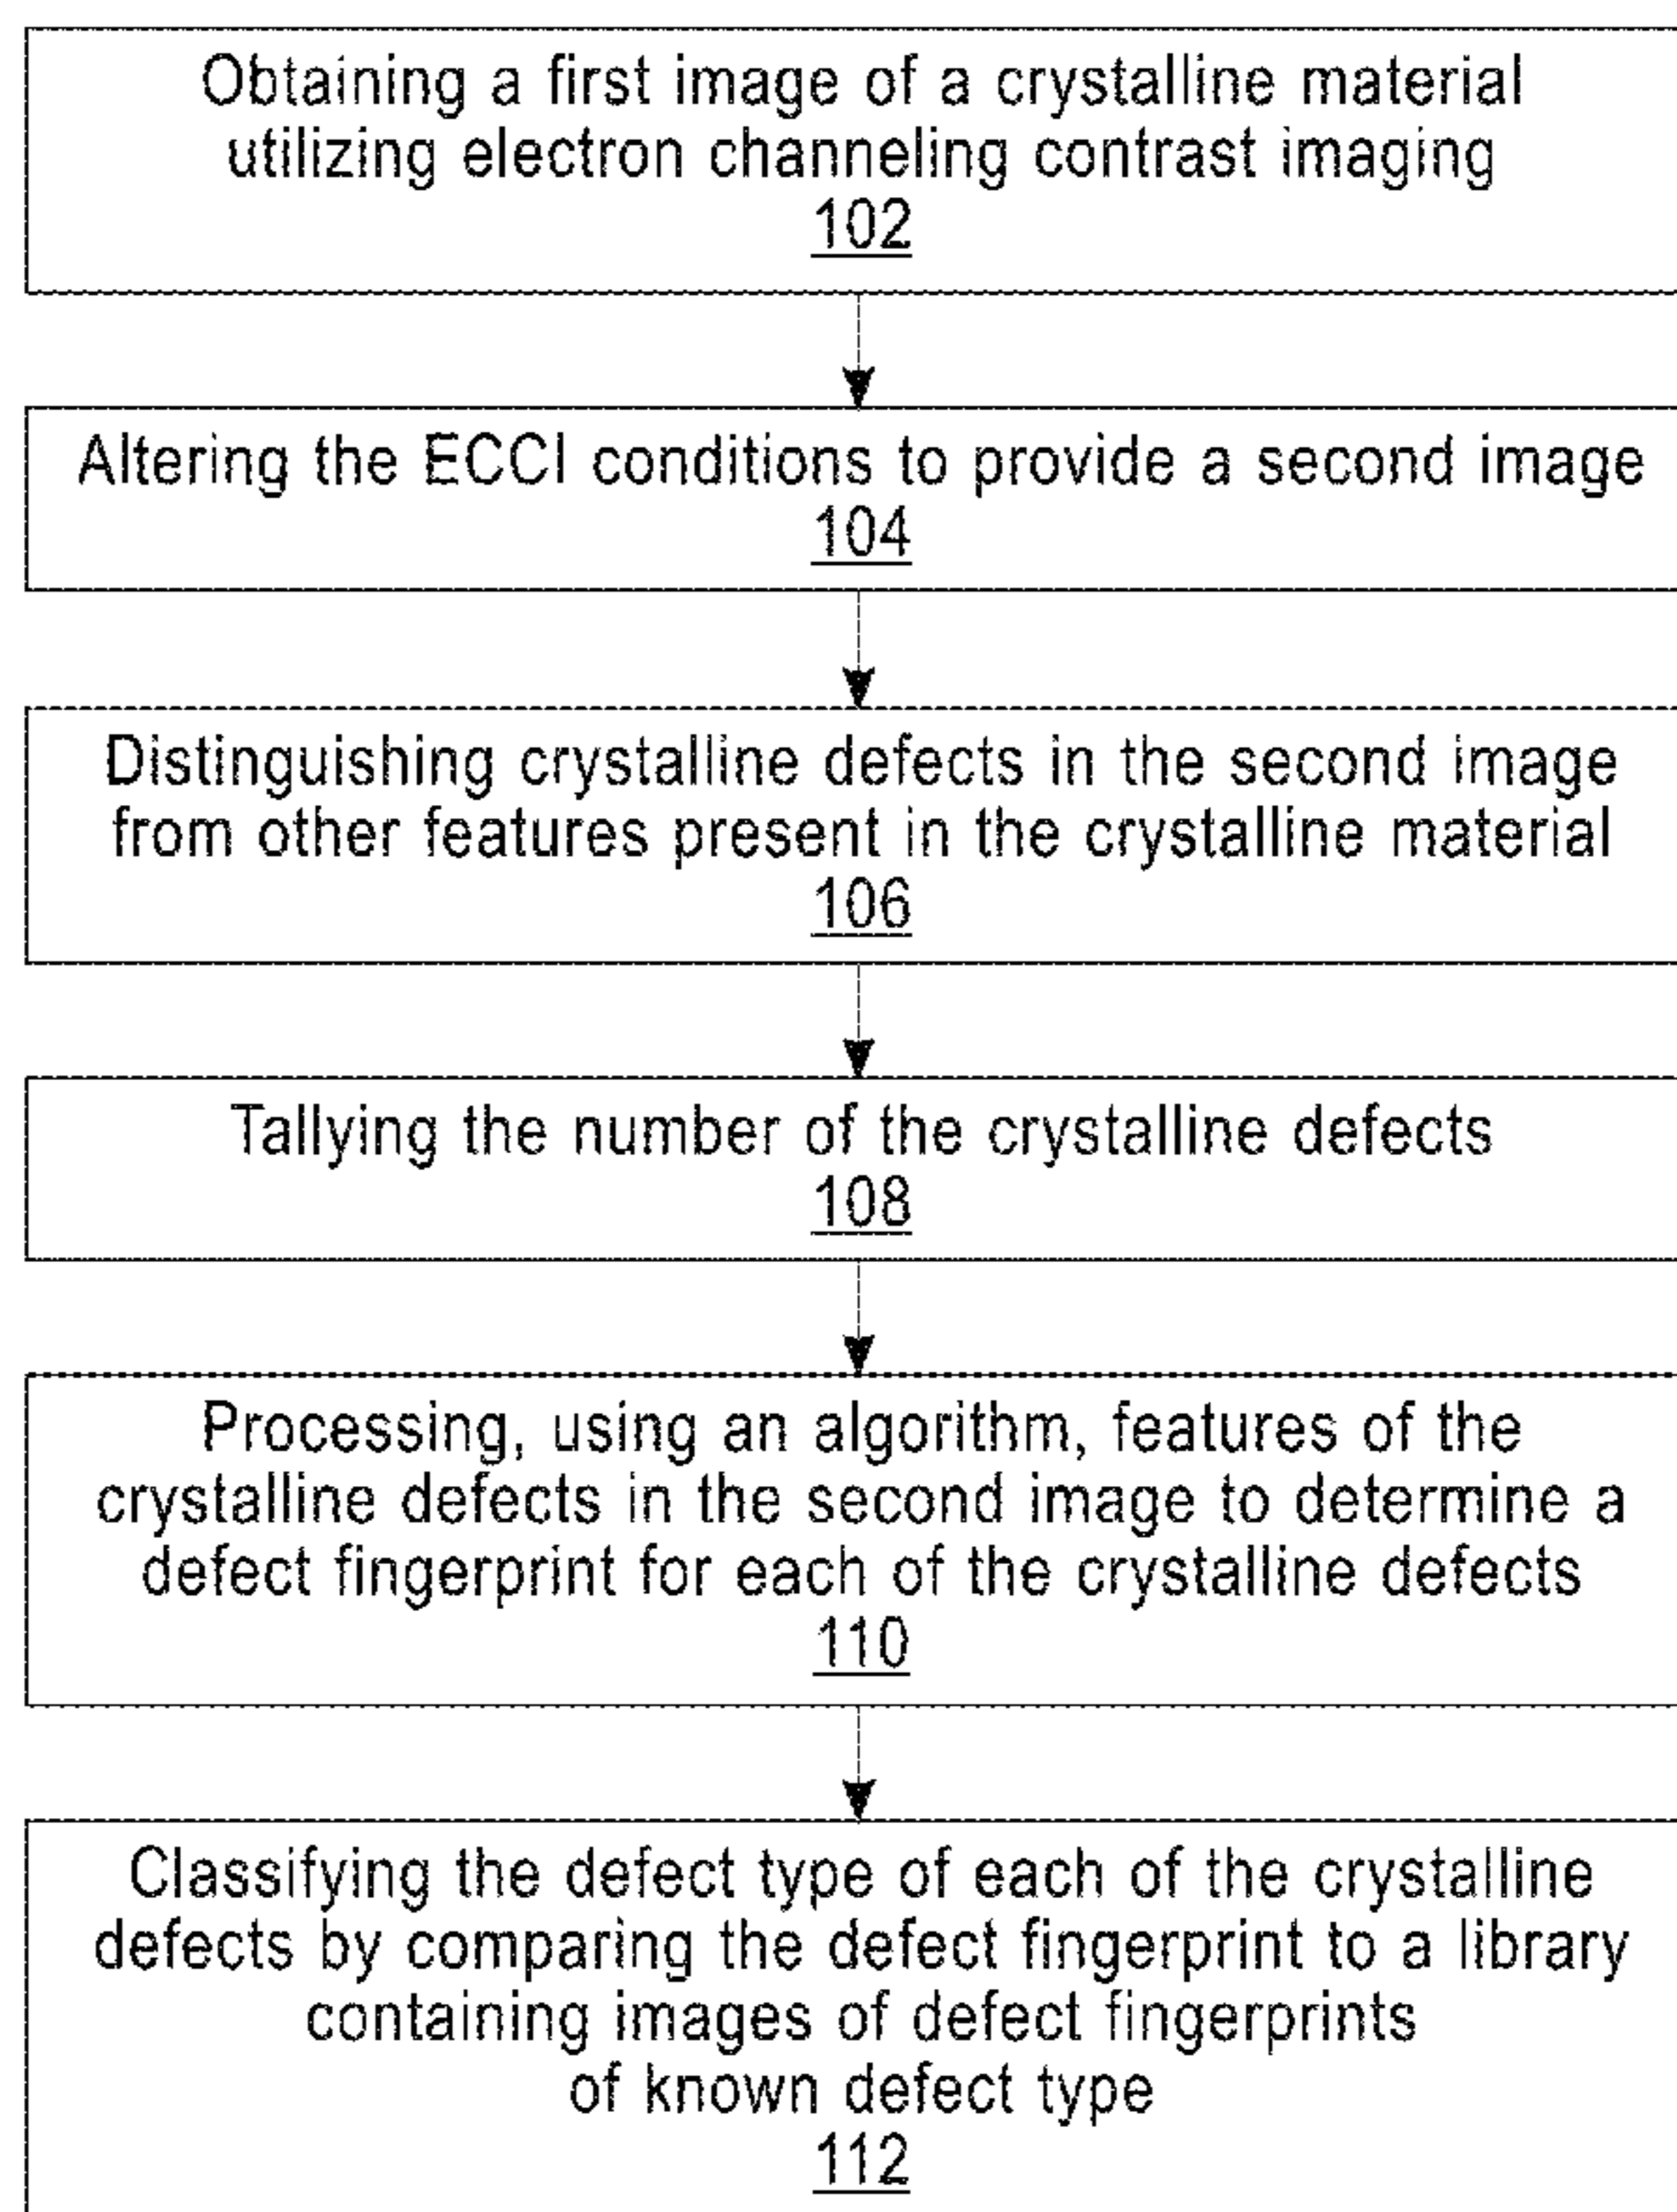 Obtaining a first image of a crystalline material
utilizing electron channeling contrast imaging
102
Altering the ECCI conditions to provide a second image
104
Distinguishing crystalline defects in the second image
from other features present in the crystalline material
106
Tallying the number of the crystalline defects
108
Processing, using an algorithm, features of the
crystalline defects in the second image to determine a
defect fingerprint for each of the crystalline defects
110
Classifying the defect type of each of the crystalline
defects by comparing the defect fingerprint to a library
containing images of defect fingerprints
of known defect type
112